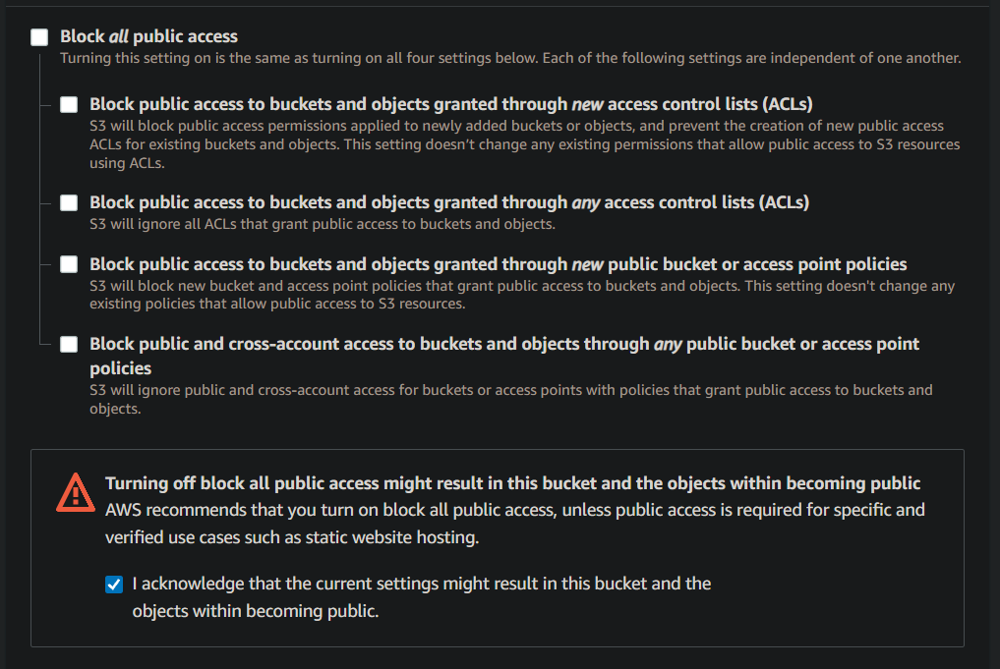 Block all public access
Turning this setting on is the same as turning on all four settings below. Each of the following settings are independent of one another.
Block public access to buckets and objects granted through new access control lists (ACLs)
S3 will block public access permissions applied to newly added buckets or objects, and prevent the creation of new public access
ACLs for existing buckets and objects. This setting doesn't change any existing permissions that allow public access to S3 resources
using ACLs.
Block public access to buckets and objects granted through any access control lists (ACLs)
S3 will ignore all ACLs that grant public access to buckets and objects.
Block public access to buckets and objects granted through new public bucket or access point policies
S3 will block new bucket and access point policies that grant public access to buckets and objects. This setting doesn't change any
existing policies that allow public access to S3 resources.
Block public and cross-account access to buckets and objects through any public bucket or access point
policies
S3 will ignore public and cross-account access for buckets or access points with policies that grant public access to buckets and
objects.
Turning off block all public access might result in this bucket and the objects within becoming public
AWS recommends that you turn on block all public access, unless public access is required for specific and
verified use cases such as static website hosting.
I acknowledge that the current settings might result in this bucket and the
objects within becoming public.